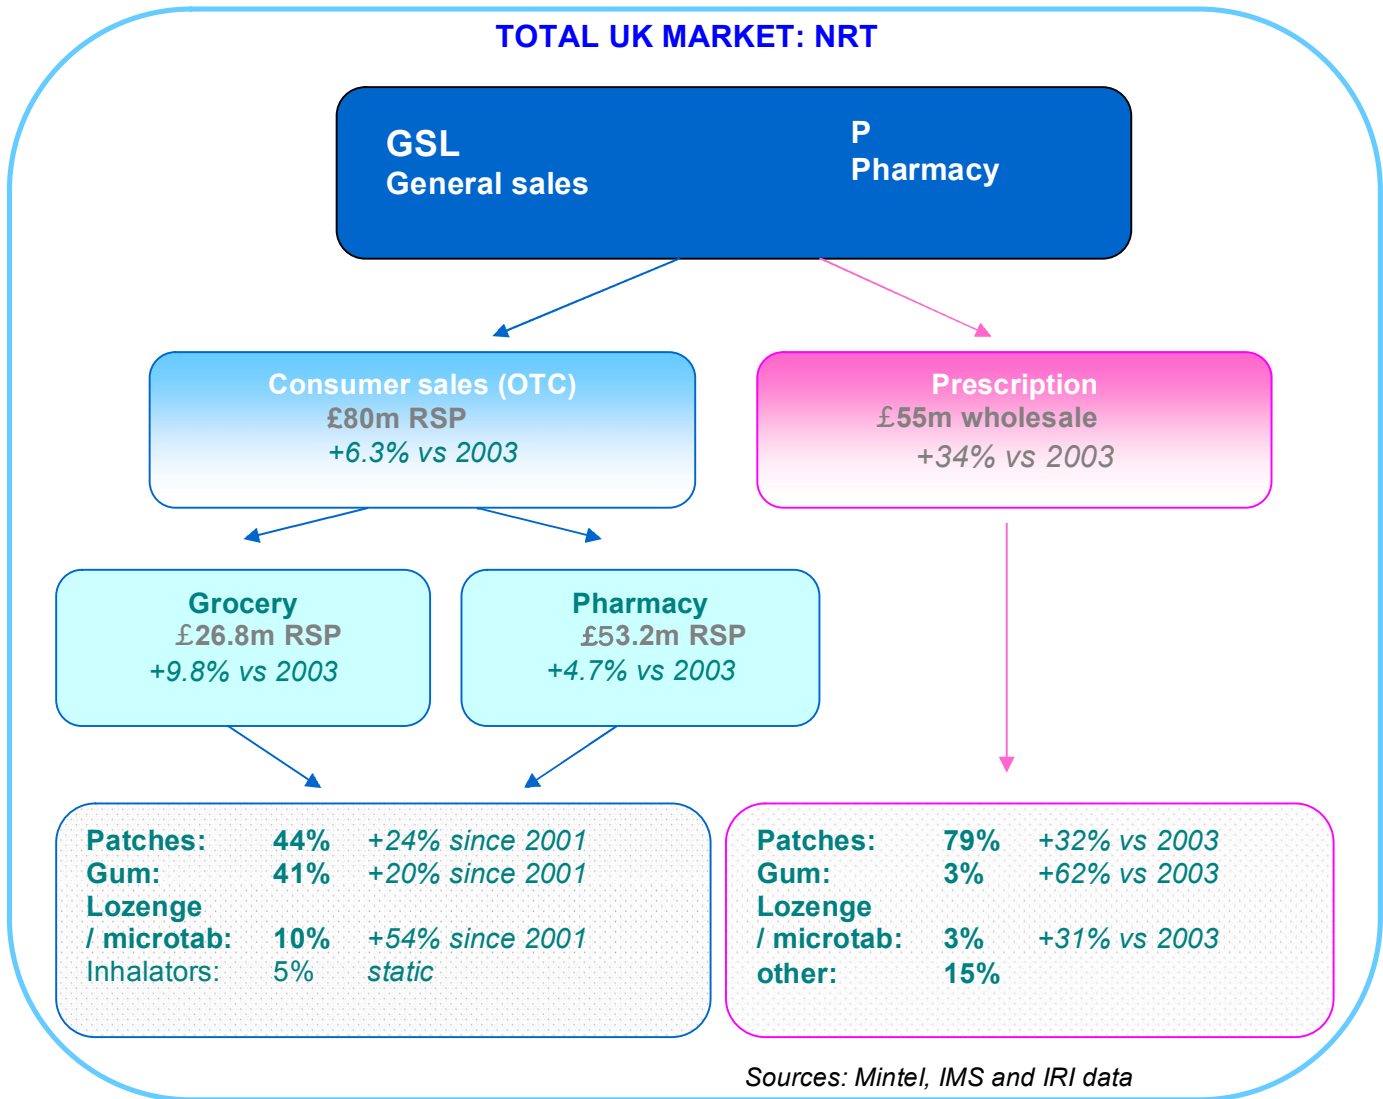 TOTAL UK MARKET: NRT
GSL
General sales
P
Pharmacy
Consumer sales (OTC)
£80m RSP
+6.3% vs 2003
Prescription
£55m wholesale
+34% vs 2003
Grocery
£26.8m RSP
+9.8% vs 2003
Pharmacy
£53.2m RSP
+4.7% vs 2003
Patches: 44% +24% since 2001
Gum: 41% +20% since 2001
Lozenge
/ microtab: 10% +54% since 2001
Inhalators: 5% static
Patches: 79% +32% vs 2003
Gum: 3% +62% vs 2003
Lozenge
/ microtab: 3% +31% vs 2003
other: 15%
Sources: Mintel, IMS and IRI data